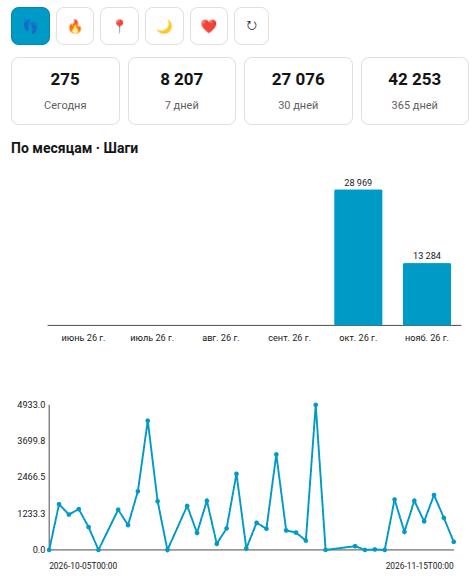 275
Сегодня
8 207
7 дней
27 076
30 дней
42 253
365 дней
По месяцам · Шаги
28 969
13 284
июнь 26 г.
июль 26 г.
авг. 26 г.
сент. 26 г.
окт. 26 г.
нояб. 26 г.
4933.0
3699.8
2466.5
1233.3
0.0
2026-10-05T00:00
2026-11-15T00:00